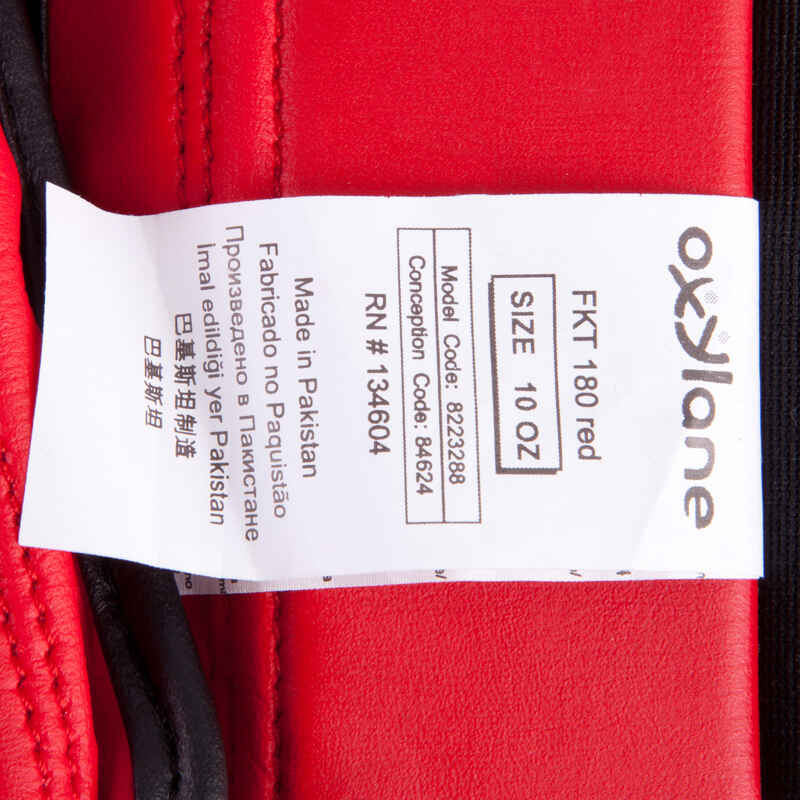 oxylane
FKT 180 red
SIZE 10 OZ
Model Code: 8223288
Conception Code: 84624
RN # 134604
Made in Pakistan
Fabricado no Paquistão
Произведено в Пакистане
İmal edildiği yer Pakistan
巴基斯坦制造
巴基斯坦